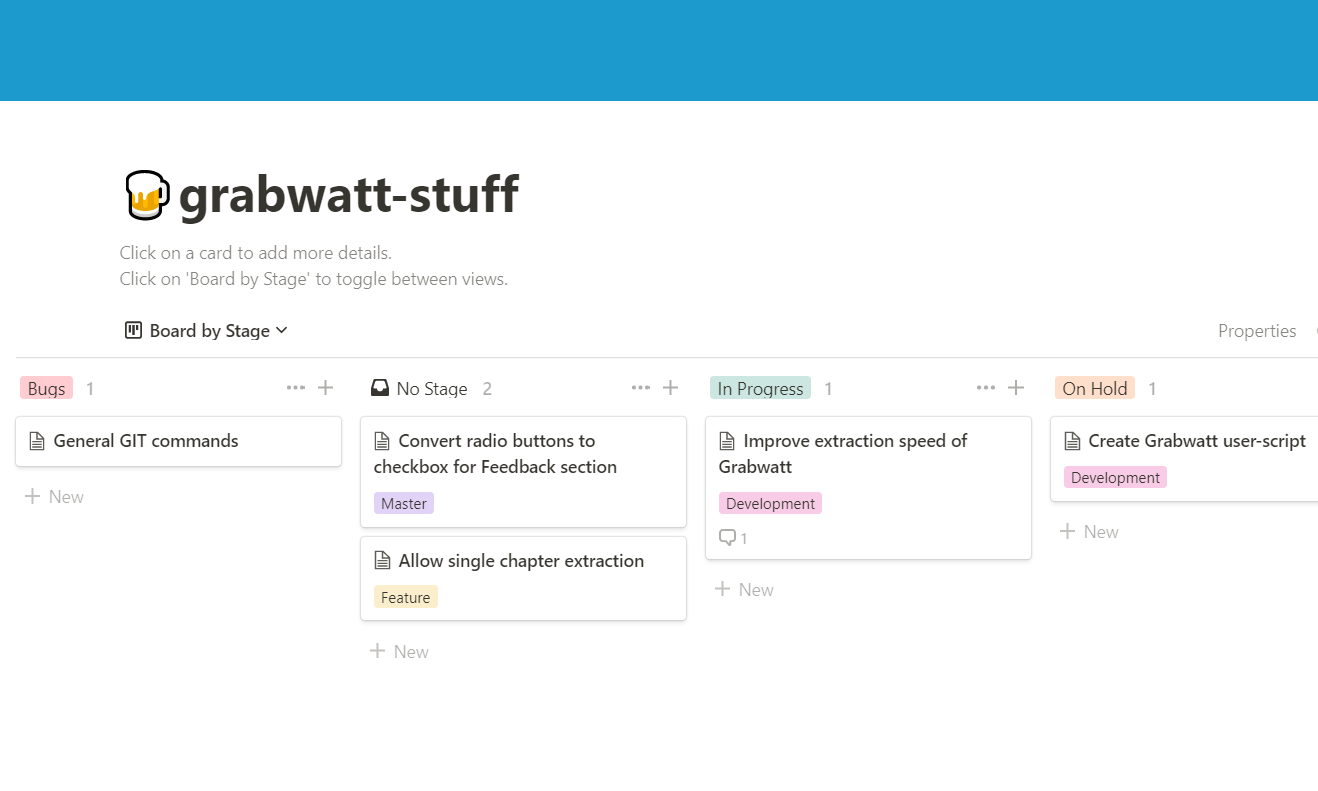 grabwatt-stuff
Click on a card to add more details.
Click on 'Board by Stage' to toggle between views.
Board by Stage
Properties
Bugs 1
General GIT commands
New
No Stage 2
Convert radio buttons to
checkbox for Feedback section
Master
Allow single chapter extraction
Feature
New
In Progress 1
Improve extraction speed of
Grabwatt
Development
1
New
On Hold 1
Create Grabwatt user-script
Development
New